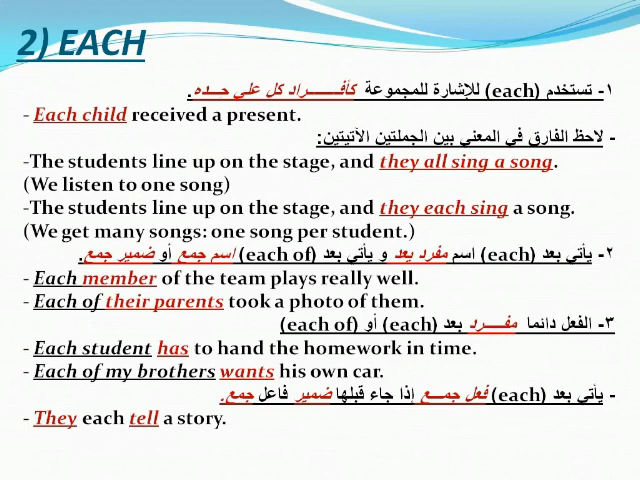 2) EACH
١- تستخدم (each) للإشارة للمجموعة كأفـــــــراد كل علي حـــده.
- Each child received a present.
- لاحظ الفارق في المعني بين الجملتين الآتيتين:
-The students line up on the stage, and they all sing a song.
(We listen to one song)
-The students line up on the stage, and they each sing a song.
(We get many songs: one song per student.)
٢- يأتي بعد (each) اسم مفرد يعد و يأتي بعد (each of) اسم جمع أو ضمير جمع.
- Each member of the team plays really well.
- Each of their parents took a photo of them.
٣- الفعل دائما مفــــرد بعد (each) أو (each of)
- Each student has to hand the homework in time.
- Each of my brothers wants his own car.
- يأتي بعد (each) فعل جمـــع إذا جاء قبلها ضمير فاعل جمع.
- They each tell a story.